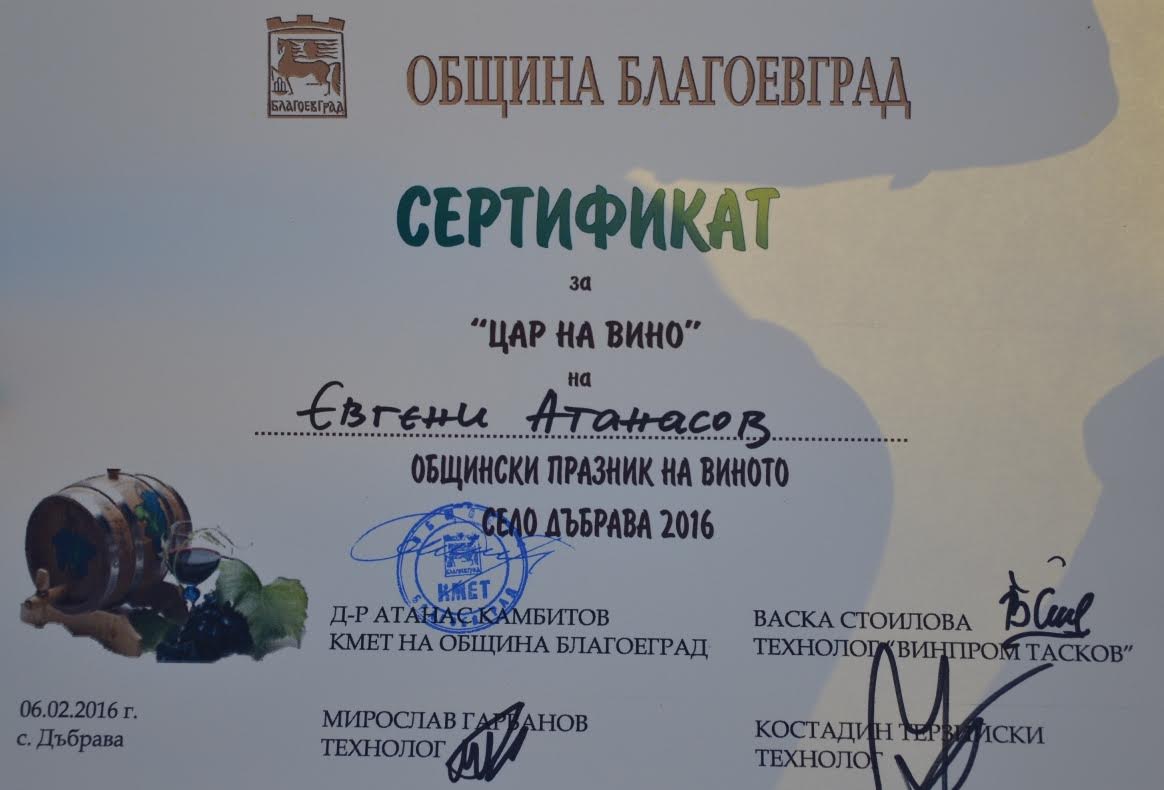 БЛАГОЕВГРАД
ОБЩИНА БЛАГОЕВГРАД
СЕРТИФИКАТ
за
“ЦАР НА ВИНО”
на
Евгени Атанасов
ОБЩИНСКИ ПРАЗНИК НА ВИНОТО
СЕЛО ДЪБРАВА 2016
БЛАГОЕВГРАД
КМЕТ
Д-Р АТАНАС КАМБИТОВ
КМЕТ НА ОБЩИНА БЛАГОЕГРАД
ВАСКА СТОИЛОВА
ТЕХНОЛОГ “ВИНПРОМ ТАСКОВ”
06.02.2016 г.
с. Дъбрава
МИРОСЛАВ ГАРВАНОВ
ТЕХНОЛОГ
КОСТАДИН ТЕРЗИЙСКИ
ТЕХНОЛОГ